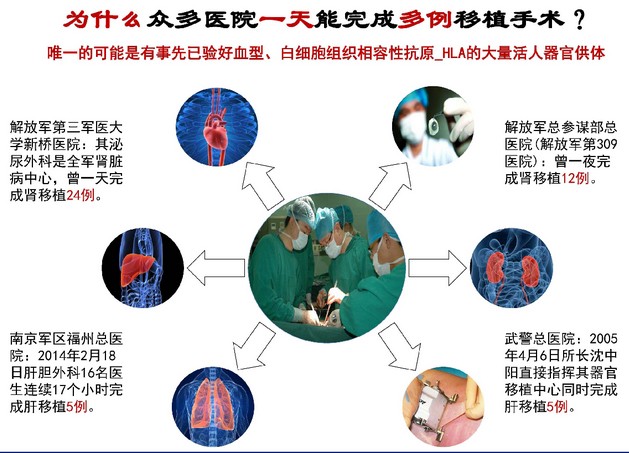 为什么众多医院一天能完成多例移植手术？
唯一的可能是有事先已验好血型、白细胞组织相容性抗原_HLA的大量活人器官供体
解放军第三军医大
学新桥医院：其泌
尿外科是全军肾脏
病中心，曾一天完
成肾移植24例。
解放军总参谋部总
医院(解放军第309
医院)：曾一夜完
成肾移植12例。
南京军区福州总医
院：2014年2月18
日肝胆外科16名医
生连续17个小时完
成肝移植5例。
武警总医院：2005
年4月6日所长沈中
阳直接指挥其器官
移植中心同时完成
肝移植5例。